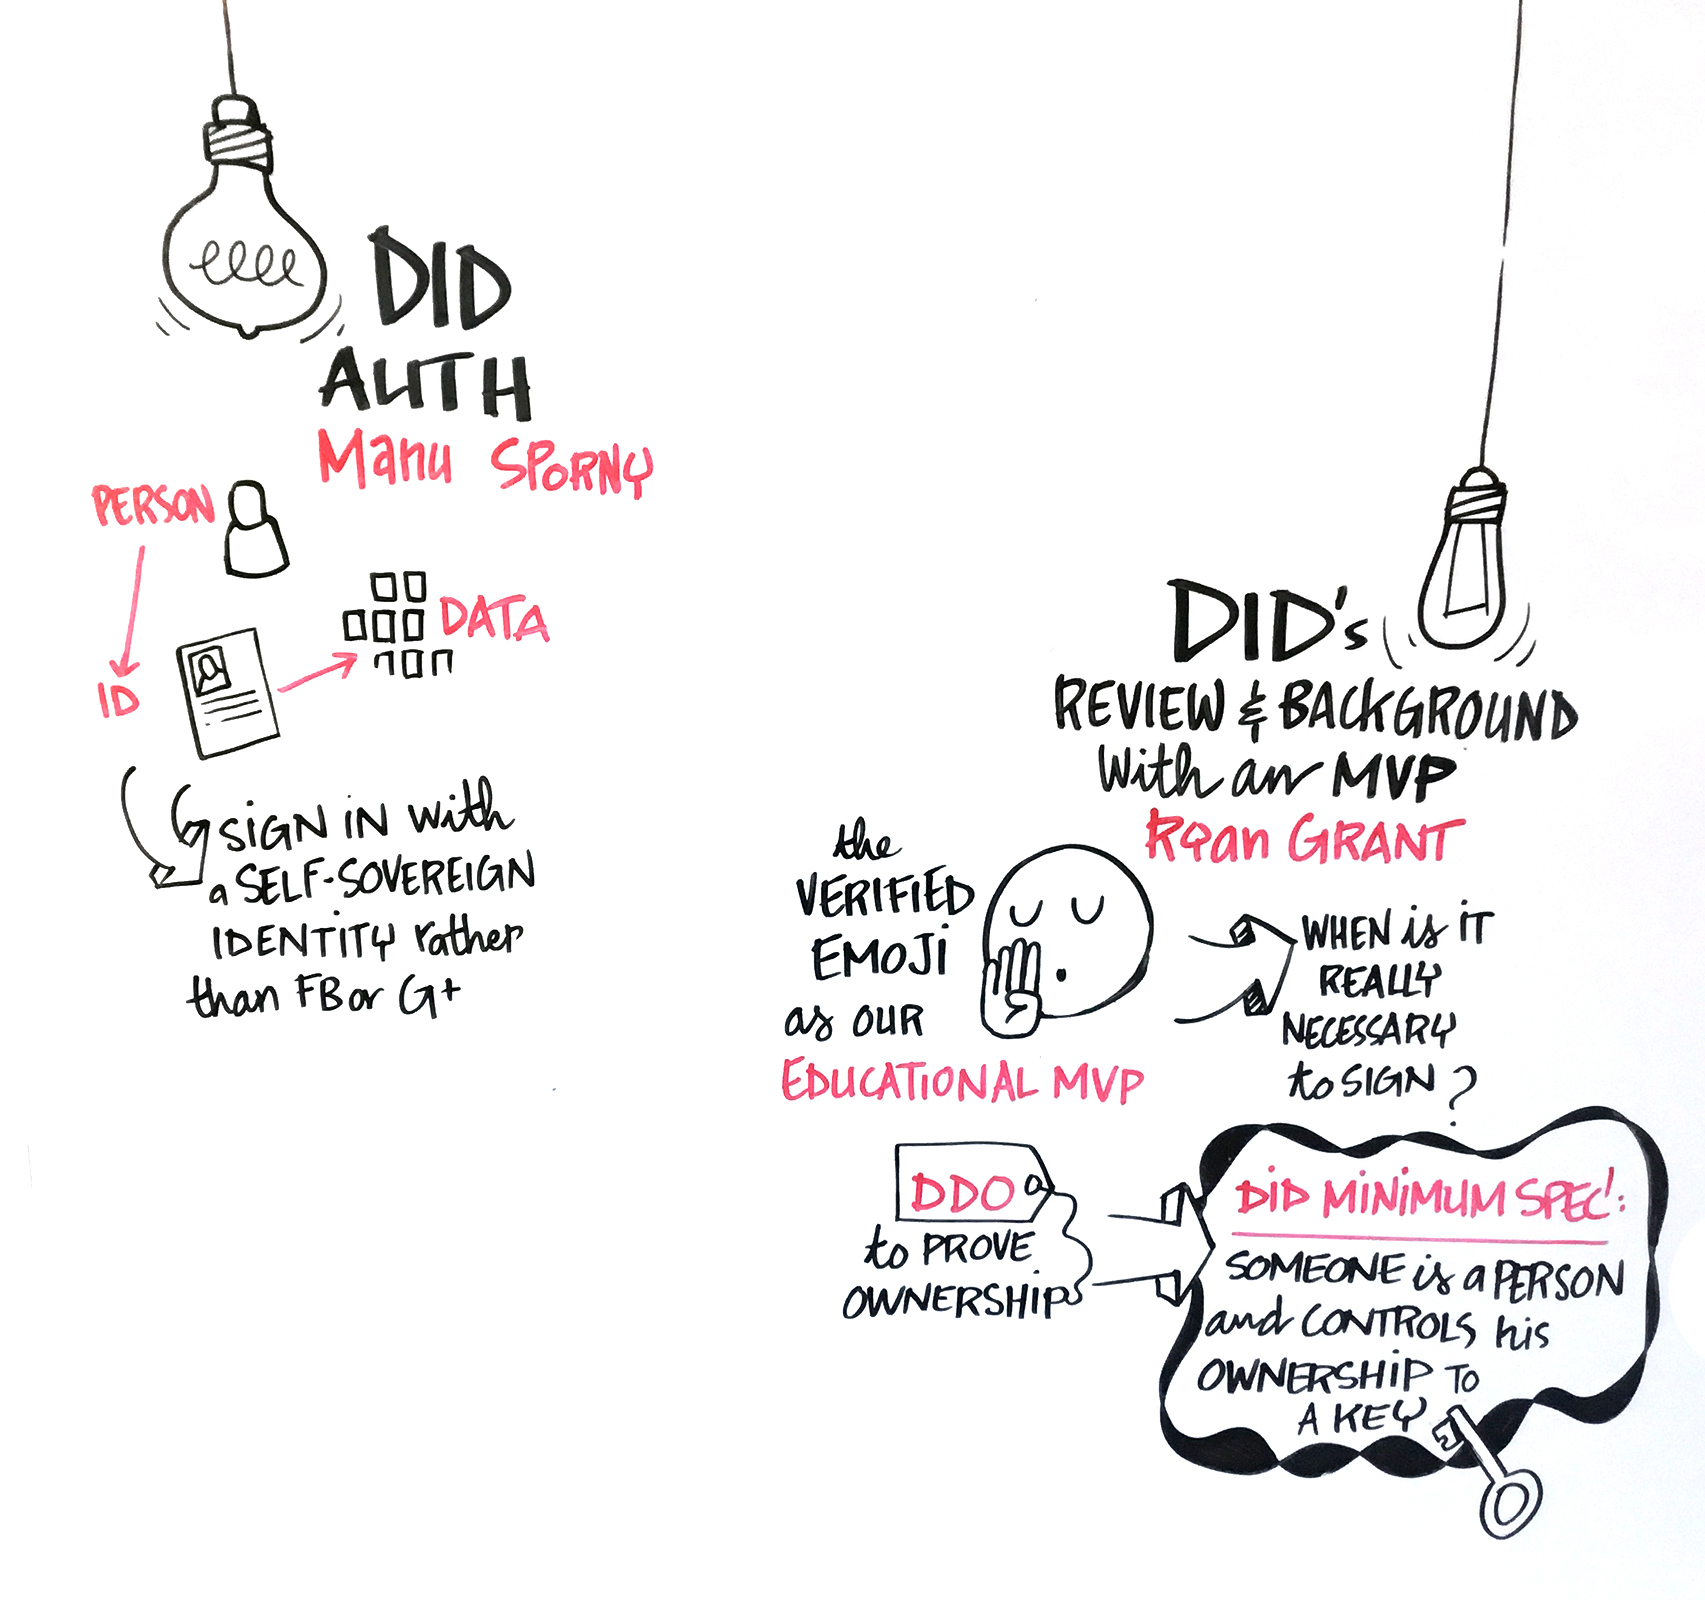 DID
AUTH
Manu SPORNY
PERSON
ID
DATA
SIGN IN with
a SELF-SOVEREIGN
IDENTITY rather
than FB or G+
DID's
REVIEW & BACKGROUND
With an MVP
Ryan GRANT
the
VERIFIED
EMOJI
as OUR
EDUCATIONAL MVP
WHEN is IT
REALLY
NECESSARY
to SIGN ?
DDO
to PROVE
OWNERSHIP
DID MINIMUM SPEC':
SOMEONE is a PERSON
and CONTROLS his
OWNERSHIP TO
A KEY